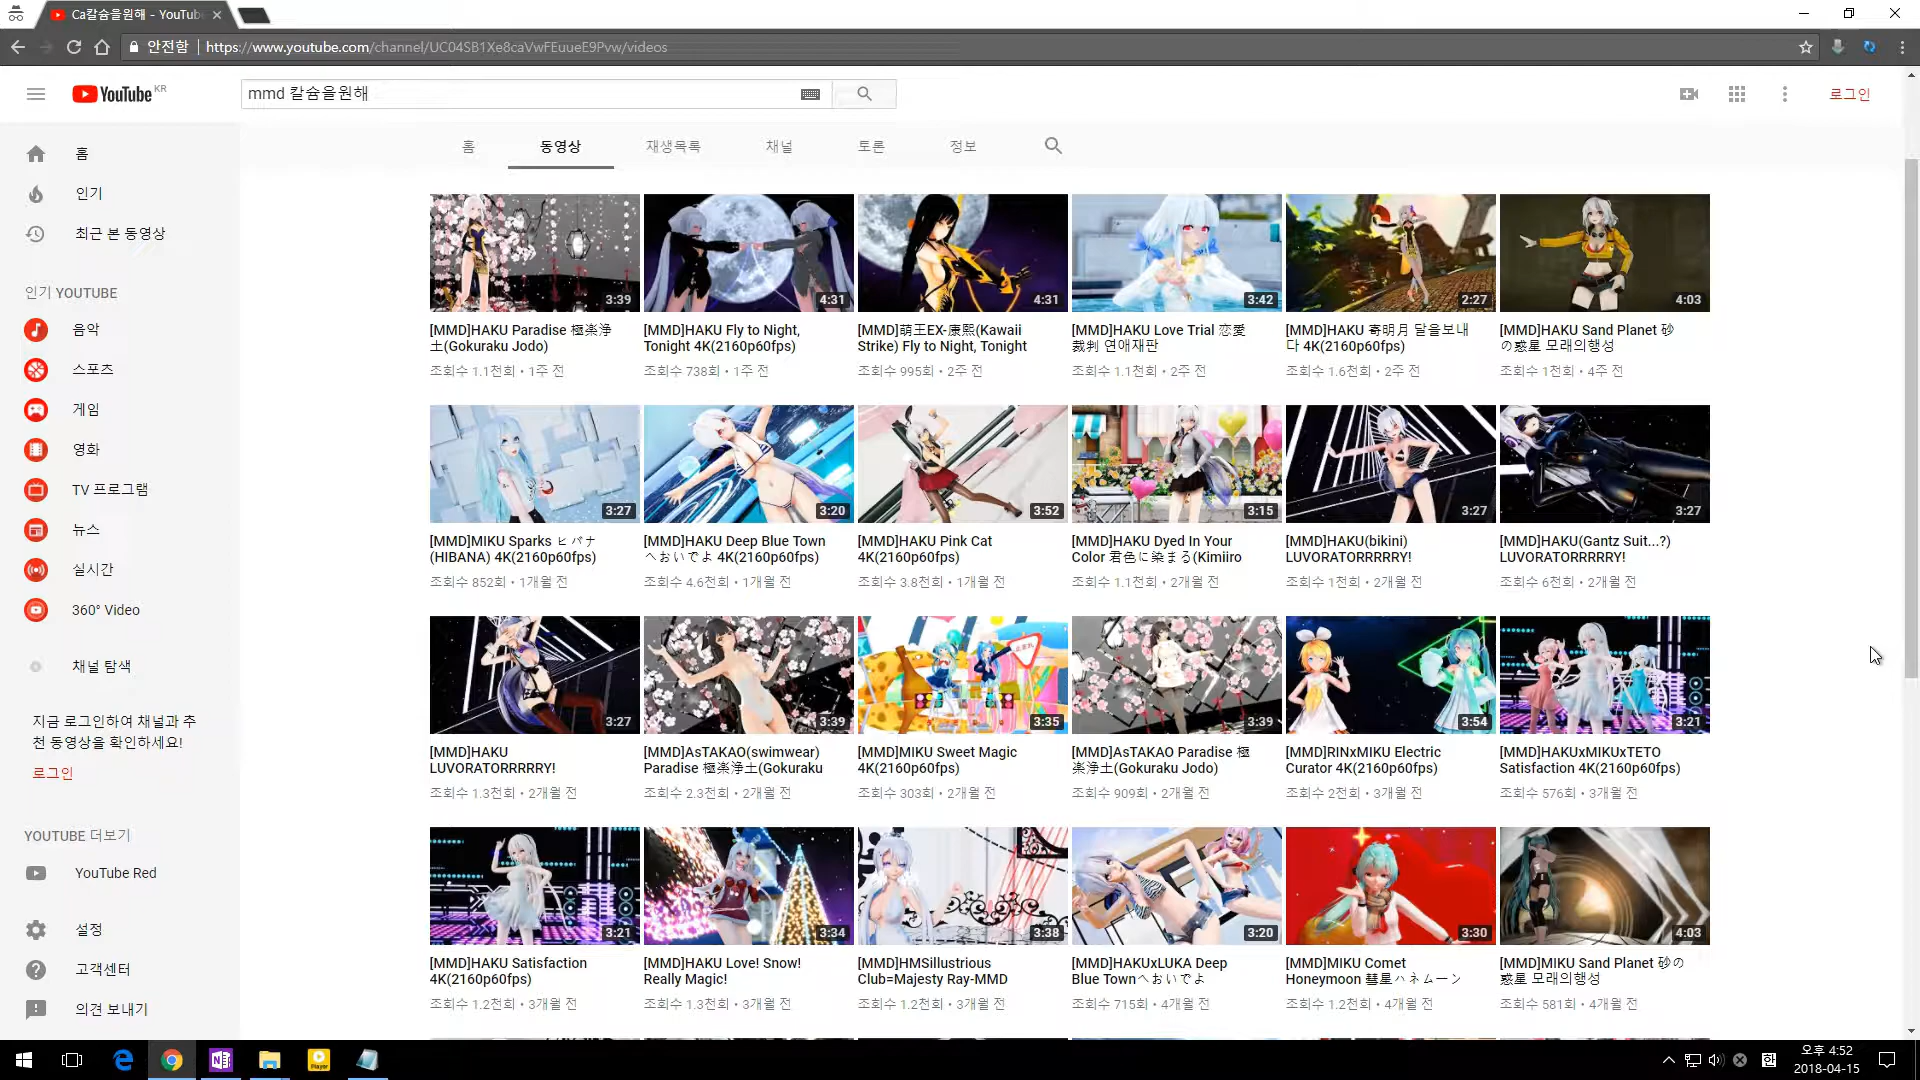 Ca칼슘을원해 - YouTube
안전함 | https://www.youtube.com/channel/UC04SB1Xe8caVwFEuueE9Pvw/videos
YouTube KR
mmd 칼슘을원해
로그인
홈
인기
최근 본 동영상
인기 YOUTUBE
음악
스포츠
게임
영화
TV 프로그램
뉴스
실시간
360° Video
채널 탐색
지금 로그인하여 채널과 추
천 동영상을 확인하세요!
로그인
YOUTUBE 더보기
YouTube Red
설정
고객센터
의견 보내기
홈 동영상 재생목록 채널 토론 정보
3:39
[MMD]HAKU Paradise 極楽浄
土(Gokuraku Jodo)
조회수 1.1천회 • 1주 전
4:31
[MMD]HAKU Fly to Night,
Tonight 4K(2160p60fps)
조회수 738회 • 1주 전
4:31
[MMD]萌王EX-康熙(Kawaii
Strike) Fly to Night, Tonight
조회수 995회 • 2주 전
3:42
[MMD]HAKU Love Trial 恋愛
裁判 연애재판
조회수 1.1천회 • 2주 전
2:27
[MMD]HAKU 寄明月 달을보내
다 4K(2160p60fps)
조회수 1.6천회 • 2주 전
4:03
[MMD]HAKU Sand Planet 砂
の惑星 모래의행성
조회수 1천회 • 4주 전
3:27
[MMD]MIKU Sparks ヒバナ
(HIBANA) 4K(2160p60fps)
조회수 852회 • 1개월 전
3:20
[MMD]HAKU Deep Blue Town
へおいでよ 4K(2160p60fps)
조회수 4.6천회 • 1개월 전
3:52
[MMD]HAKU Pink Cat
4K(2160p60fps)
조회수 3.8천회 • 1개월 전
3:15
[MMD]HAKU Dyed In Your
Color 君色に染まる(Kimiiro
조회수 1.1천회 • 2개월 전
3:27
[MMD]HAKU(bikini)
LUVORATORRRRRY!
조회수 1천회 • 2개월 전
3:27
[MMD]HAKU(Gantz Suit...?)
LUVORATORRRRRY!
조회수 6천회 • 2개월 전
3:27
[MMD]HAKU
LUVORATORRRRRY!
조회수 1.3천회 • 2개월 전
3:39
[MMD]AsTAKAO(swimwear)
Paradise 極楽浄土(Gokuraku
조회수 2.3천회 • 2개월 전
止まれ
3:35
[MMD]MIKU Sweet Magic
4K(2160p60fps)
조회수 303회 • 2개월 전
3:39
[MMD]AsTAKAO Paradise 極
楽浄土(Gokuraku Jodo)
조회수 909회 • 2개월 전
3:54
[MMD]RINxMIKU Electric
Curator 4K(2160p60fps)
조회수 2천회 • 3개월 전
3:21
[MMD]HAKUxMIKUxTETO
Satisfaction 4K(2160p60fps)
조회수 576회 • 3개월 전
3:21
[MMD]HAKU Satisfaction
4K(2160p60fps)
조회수 1.2천회 • 3개월 전
3:34
[MMD]HAKU Love! Snow!
Really Magic!
조회수 1.3천회 • 3개월 전
3:38
[MMD]HMSillustrious
Club=Majesty Ray-MMD
조회수 1.2천회 • 3개월 전
3:20
[MMD]HAKUxLUKA Deep
Blue Townへおいでよ
조회수 715회 • 4개월 전
3:30
[MMD]MIKU Comet
Honeymoon 彗星ハネムーン
조회수 1.2천회 • 4개월 전
4:03
[MMD]MIKU Sand Planet 砂の
惑星 모래의행성
조회수 581회 • 4개월 전
Player
한
오후 4:52
2018-04-15